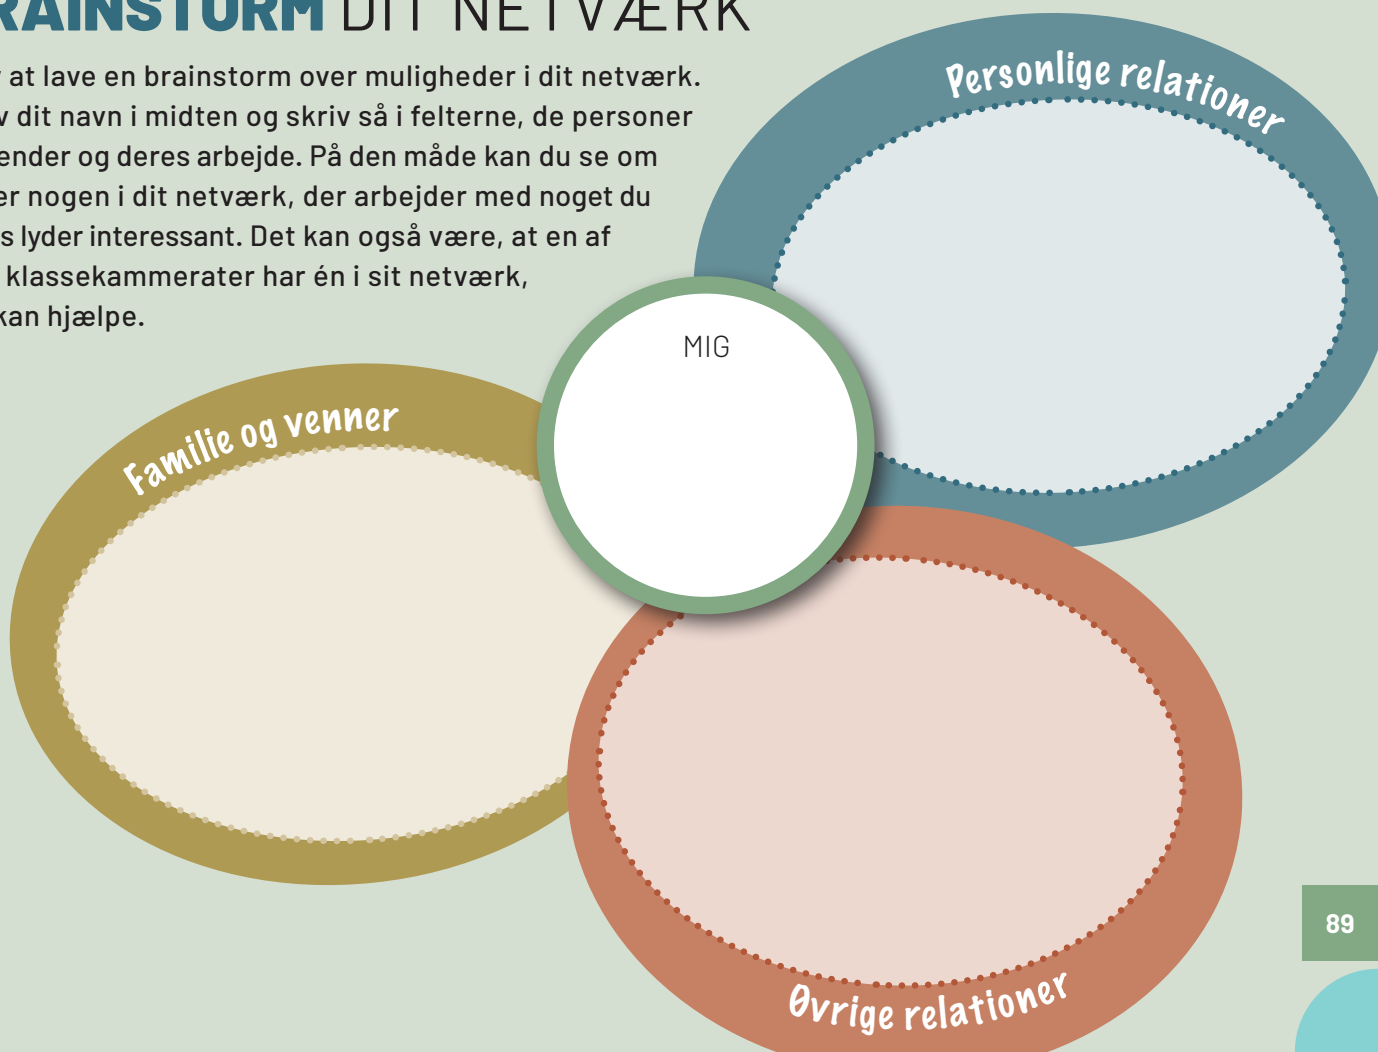 RAINSTORM DIT NETVÆRK
at lave en brainstorm over muligheder i dit netværk.
v dit navn i midten og skriv så i felterne, de personer
ender og deres arbejde. På den måde kan du se om
er nogen i dit netværk, der arbejder med noget du
s lyder interessant. Det kan også være, at en af
klassekammerater har én i sit netværk,
kan hjælpe.
Personlige relationer
MIG
Familie og venner
Øvrige relationer
89